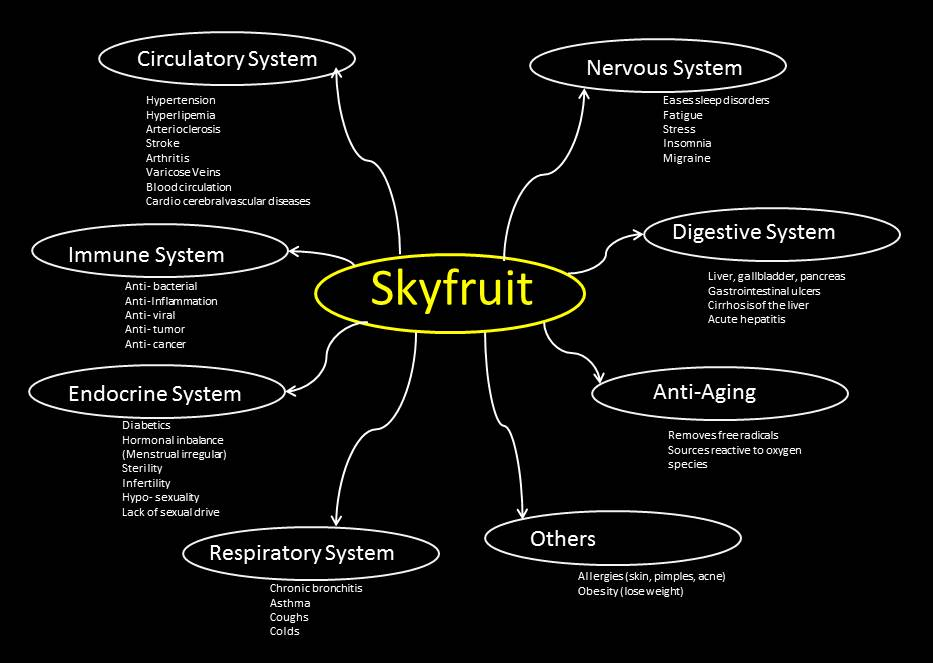 Circulatory System
Hypertension
Hyperlipemia
Arterioclerosis
Stroke
Arthritis
Varicose Veins
Blood circulation
Cardio cerebral vascular diseases
Nervous System
Eases sleep disorders
Fatigue
Stress
Insomnia
Migraine
Immune System
Anti- bacterial
Anti-Inflammation
Anti- viral
Anti- tumor
Anti- cancer
Skyfruit
Digestive System
Liver, gallbladder, pancreas
Gastrointestinal ulcers
Cirrhosis of the liver
Acute hepatitis
Endocrine System
Diabetics
Hormonal inbalance
(Menstrual irregular)
Sterility
Infertility
Hypo- sexuality
Lack of sexual drive
Anti-Aging
Removes free radicals
Sources reactive to oxygen
species
Respiratory System
Chronic bronchitis
Asthma
Coughs
Colds
Others
Allergies (skin, pimples, acne)
Obesity (lose weight)